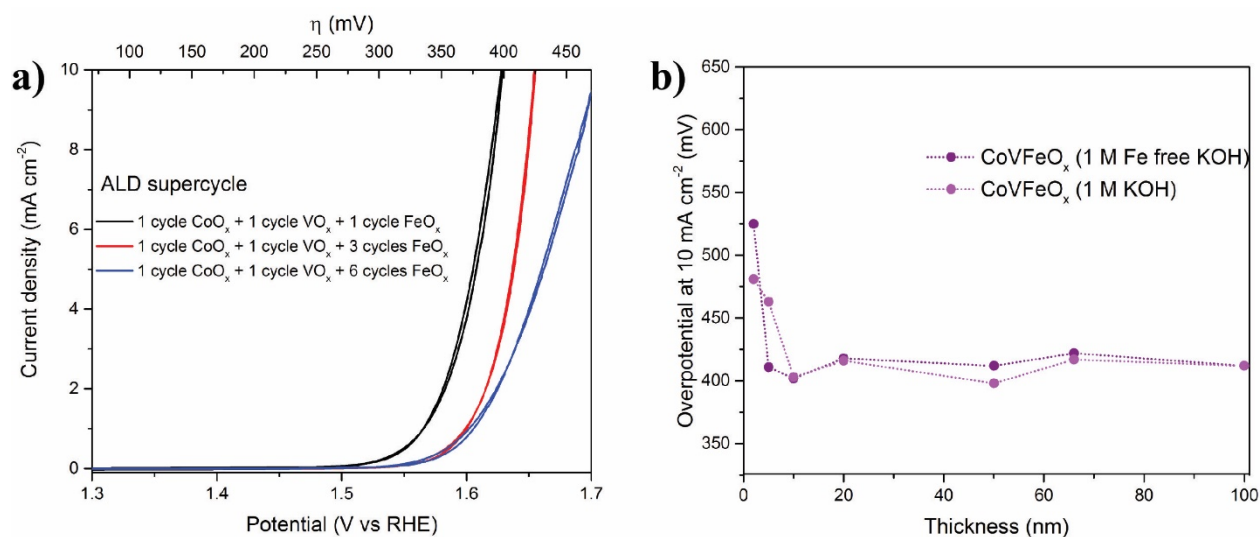 a)
η (mV)
100 150 200 250 300 350 400 450
10
8
6
4
2
0
Current density (mA cm⁻²)
ALD supercycle
1 cycle CoOₓ + 1 cycle VOₓ + 1 cycle FeOₓ
1 cycle CoOₓ + 1 cycle VOₓ + 3 cycles FeOₓ
1 cycle CoOₓ + 1 cycle VOₓ + 6 cycles FeOₓ
1.3 1.4 1.5 1.6 1.7
Potential (V vs RHE)
b)
650
600
550
500
450
400
350
Overpotential at 10 mA cm⁻² (mV)
CoVFeOₓ (1 M Fe free KOH)
CoVFeOₓ (1 M KOH)
0 20 40 60 80 100
Thickness (nm)